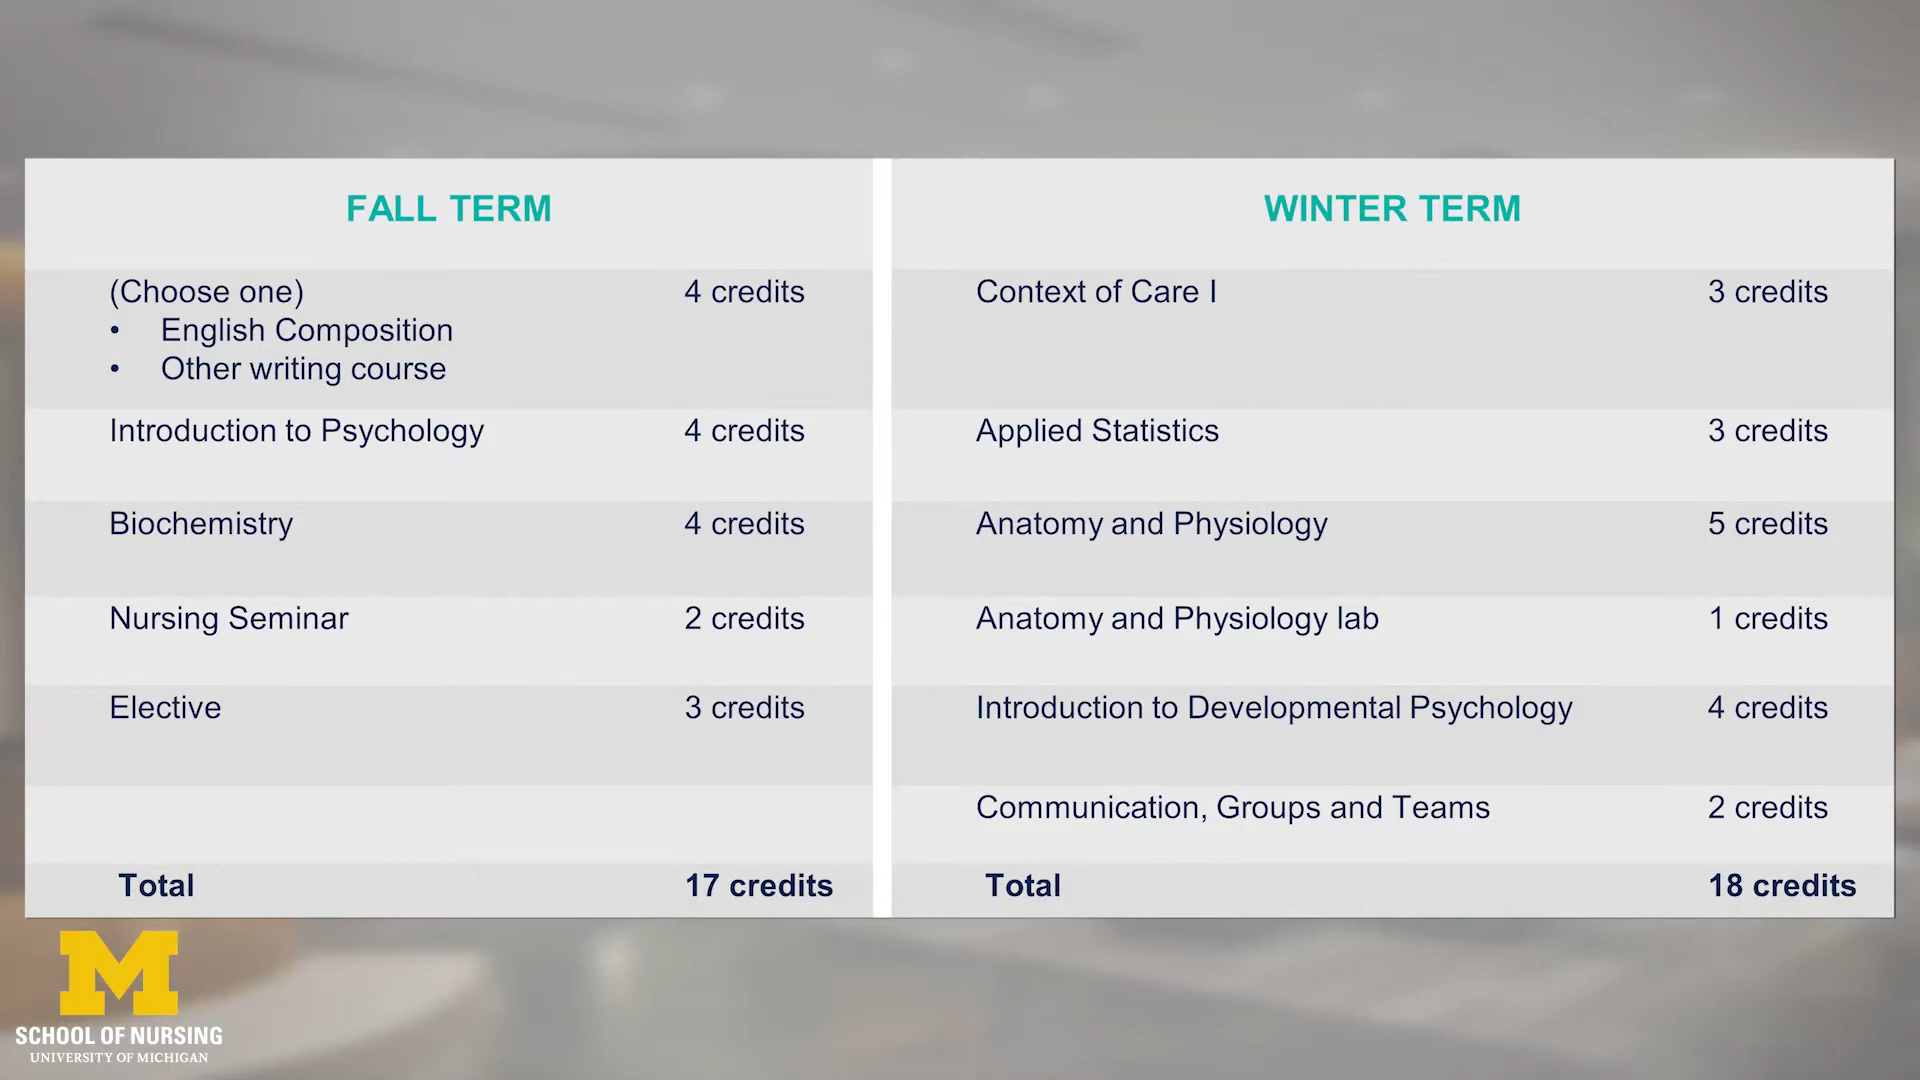 FALL TERM
(Choose one) 4 credits
• English Composition
• Other writing course
Introduction to Psychology 4 credits
Biochemistry 4 credits
Nursing Seminar 2 credits
Elective 3 credits
Total 17 credits
WINTER TERM
Context of Care I 3 credits
Applied Statistics 3 credits
Anatomy and Physiology 5 credits
Anatomy and Physiology lab 1 credits
Introduction to Developmental Psychology 4 credits
Communication, Groups and Teams 2 credits
Total 18 credits
M
SCHOOL OF NURSING
UNIVERSITY OF MICHIGAN